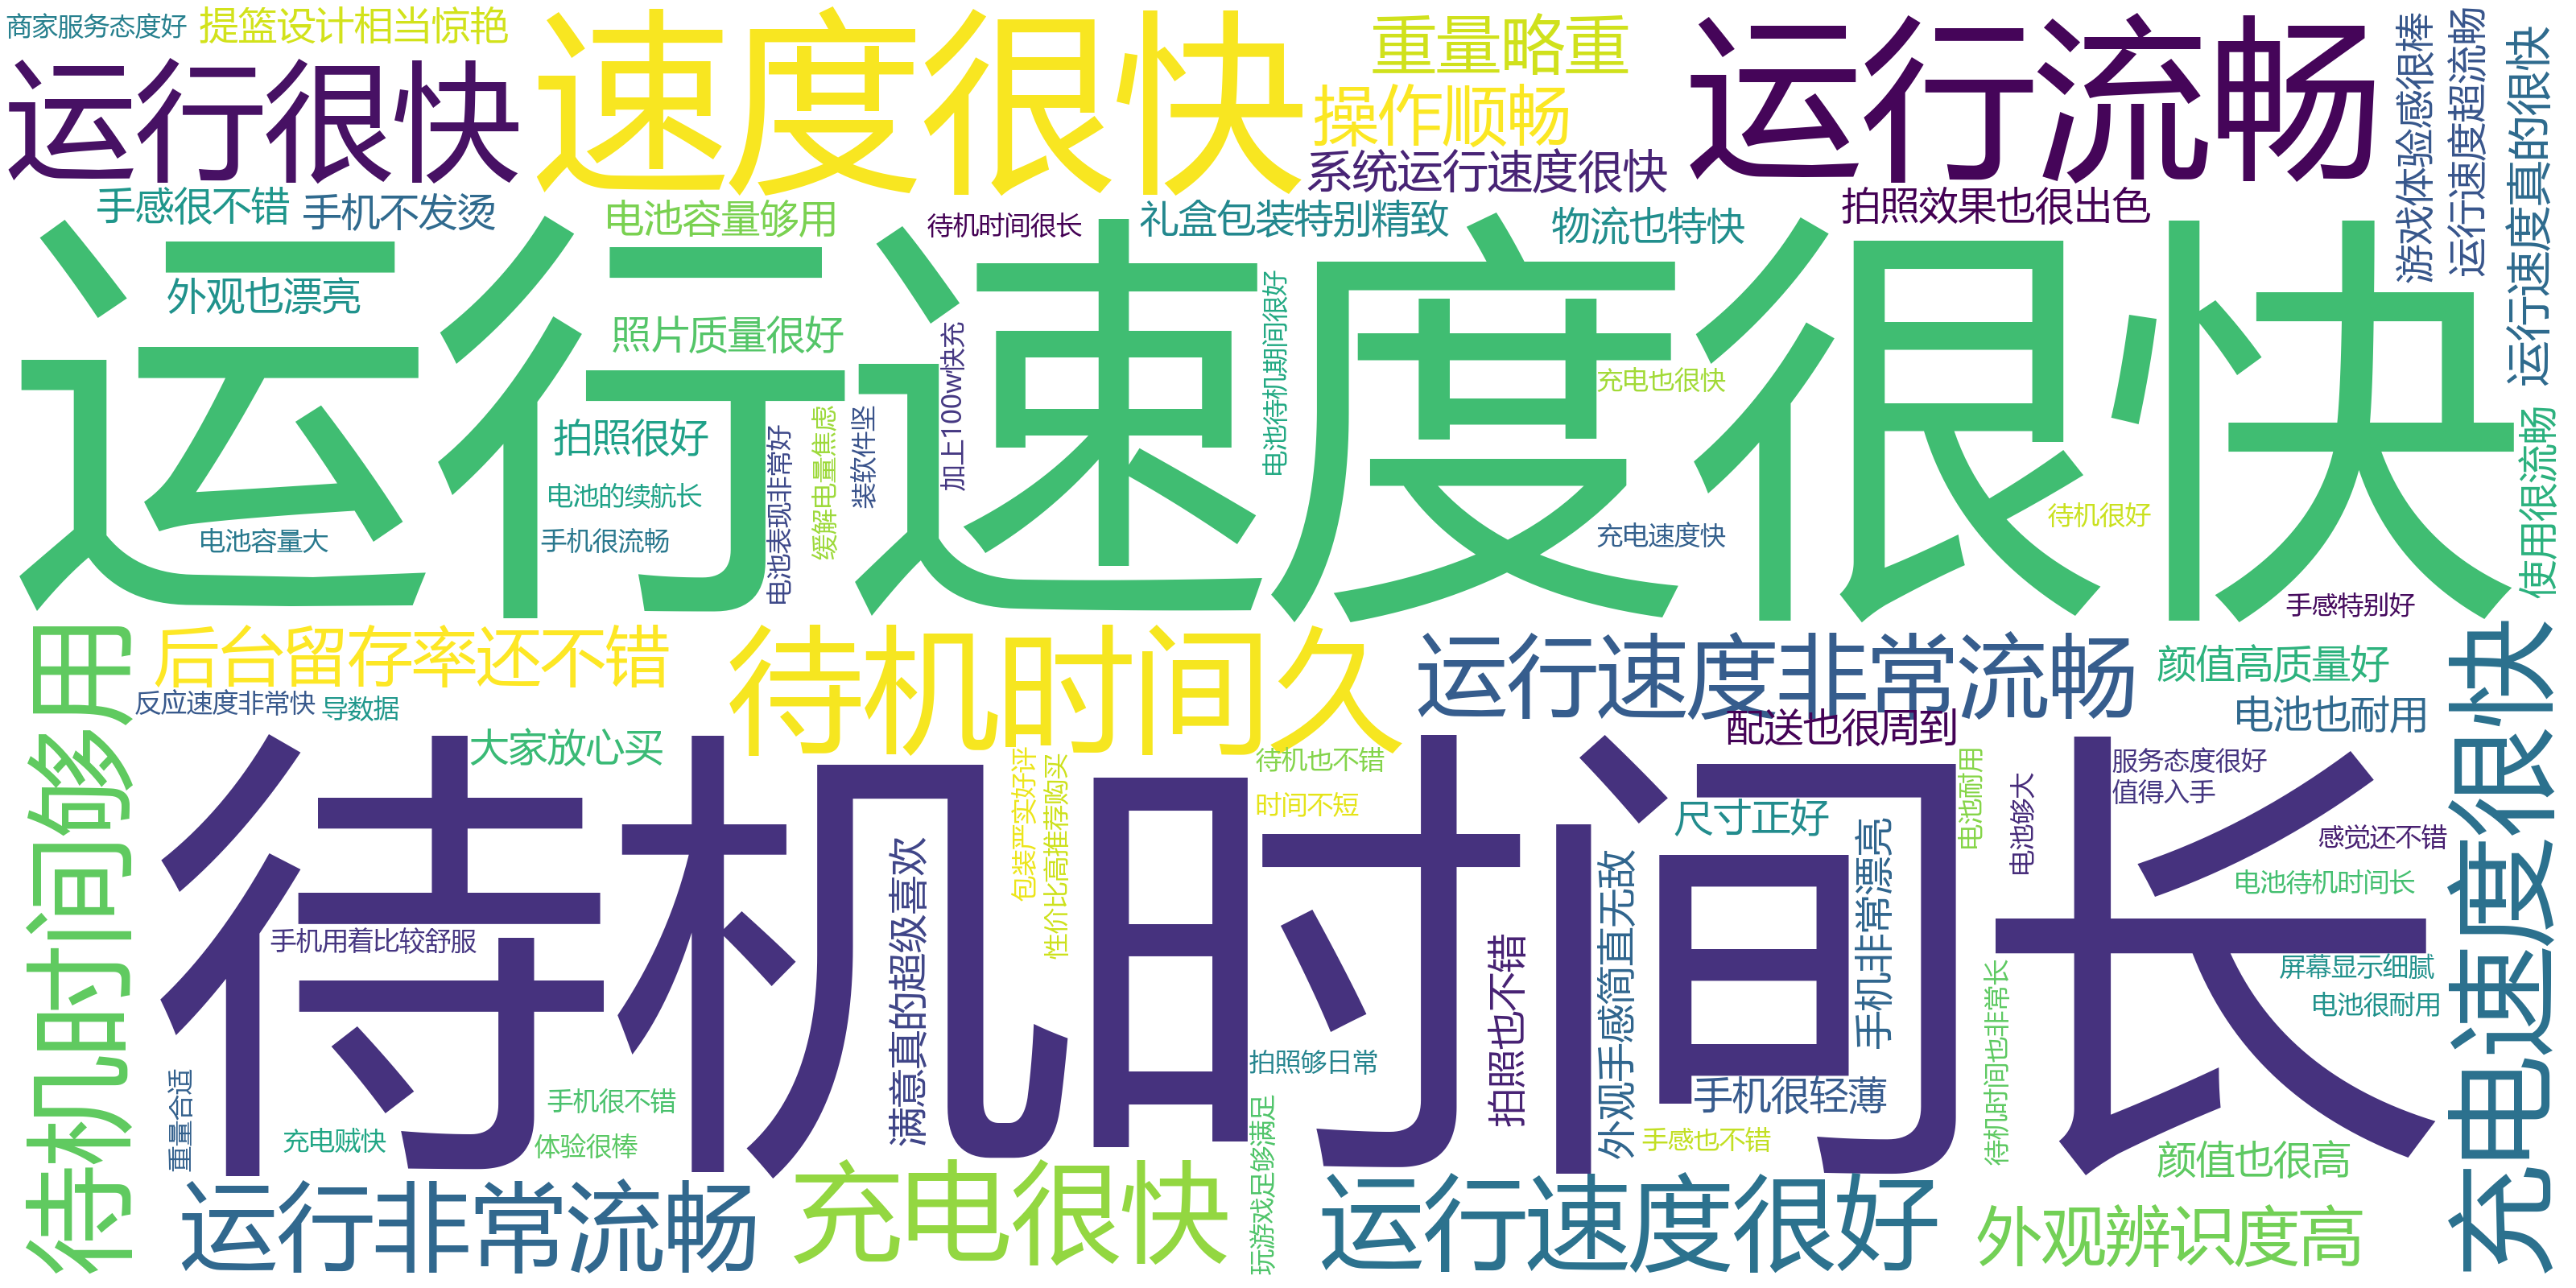 商家服务态度好
提篮设计相当惊艳
速度很快
重量略重
运行流畅
游戏体验感很棒
运行速度超流畅
运行速度真的很快
运行很快
操作顺畅
系统运行速度很快
手感很不错
手机不发烫
电池容量够用
待机时间很长
礼盒包装特别精致
物流也特快
拍照效果也很出色
运行速度很快
外观也漂亮
照片质量很好
加上100w快充
电池待机期间很好
充电也很快
拍照很好
电池的续航长
电池表现非常好
缓解电量焦虑
装软件坚
电池容量大
手机很流畅
充电速度快
待机很好
使用很流畅
手感特别好
待机时间够用
后台留存率还不错
待机时间久
运行速度非常流畅
颜值高质量好
充电速度很快
反应速度非常快
导数据
电池也耐用
配送也很周到
大家放心买
待机时间长
包装严实好评
性价比高推荐购买
待机也不错
时间不短
尺寸正好
手机非常漂亮
电池耐用
电池够大
服务态度很好
值得入手
感觉还不错
电池待机时间长
手机用着比较舒服
满意真的超级喜欢
拍照也不错
外观手感简直无敌
待机时间也非常长
屏幕显示细腻
电池很耐用
重量合适
手机很不错
拍照够日常
手机很轻薄
充电贼快
体验很棒
玩游戏足够满足
手感也不错
颜值也很高
运行非常流畅
充电很快
运行速度很好
外观辨识度高